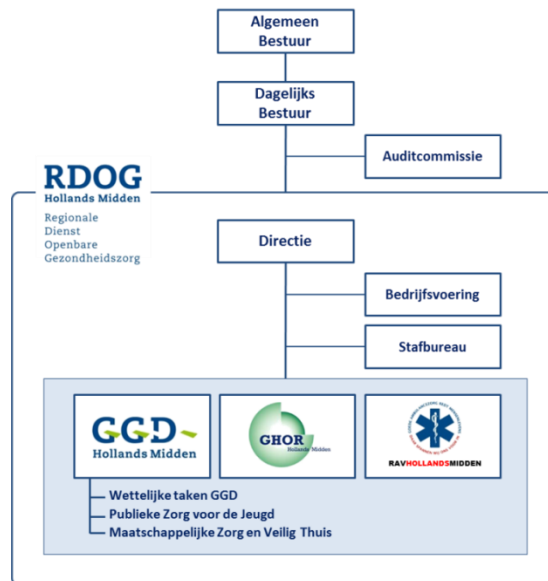 Algemeen
Bestuur
Dagelijks
Bestuur
Auditcommissie
RDOG
Hollands Midden
Regionale
Dienst
Openbare
Gezondheidszorg
Directie
Bedrijfsvoering
Stafbureau
GGD
Hollands Midden
GHOR
Hollands Midden
RAVHOLLANDSMIDDEN
Wettelijke taken GGD
Publieke Zorg voor de Jeugd
Maatschappelijke Zorg en Veilig Thuis